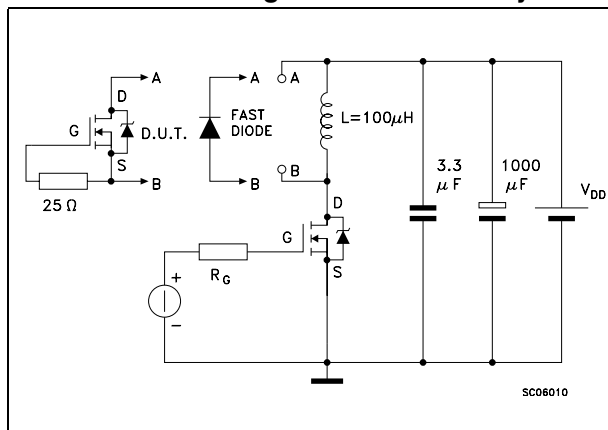 A
D
G
D.U.T.
S
B
25 Ω
A
FAST
DIODE
B
A
L=100μH
B
D
G
S
R_G
+
-
3.3
μF
1000
μF
V_DD
SC06010